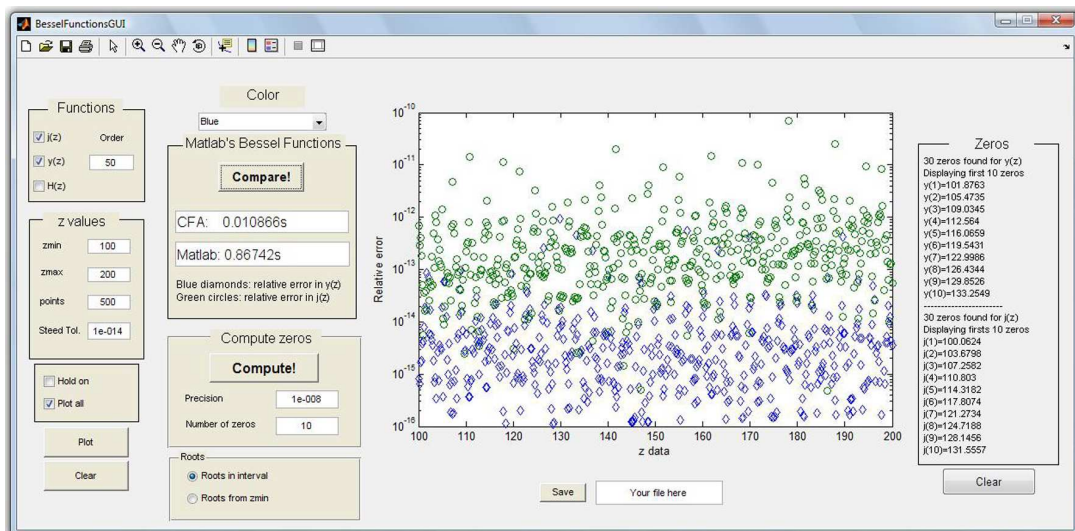 BesselFunctionsGUI
Functions
j(z)
Order
y(z)
50
H(z)
z values
zmin
100
zmax
200
points
500
Steed Tol.
1e-014
Hold on
Plot all
Plot
Clear
Color
Blue
Matlab's Bessel Functions
Compare!
CFA: 0.010866s
Matlab: 0.86742s
Blue diamonds: relative error in y(z)
Green circles: relative error in j(z)
Compute zeros
Compute!
Precision
1e-008
Number of zeros
10
Roots
Roots in interval
Roots from zmin
Relative error
10^-10
10^-11
10^-12
10^-13
10^-14
10^-15
10^-16
100 110 120 130 140 150 160 170 180 190 200
z data
Save
Your file here
Zeros
30 zeros found for y(z)
Displaying first 10 zeros
y(1)=101.8763
y(2)=105.4735
y(3)=109.0345
y(4)=112.564
y(5)=116.0659
y(6)=119.5431
y(7)=122.9986
y(8)=126.4344
y(9)=129.8526
y(10)=133.2549
------------------------
30 zeros found for j(z)
Displaying firsts 10 zeros
j(1)=100.0624
j(2)=103.6798
j(3)=107.2582
j(4)=110.803
j(5)=114.3182
j(6)=117.8074
j(7)=121.2734
j(8)=124.7188
j(9)=128.1456
j(10)=131.5557
Clear